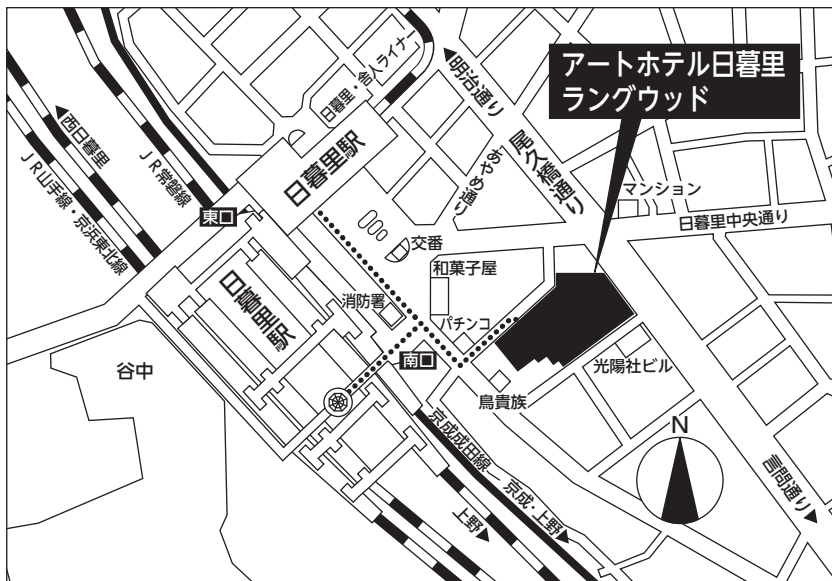 アートホテル日暮里
ラングウッド
日暮里・舎人ライナー
明治通り
尾久橋通り
あやめ通り
マンション
日暮里中央通り
西日暮里
JR山手線・京浜東北線
JR常磐線
東口
日暮里駅
交番
和菓子屋
日暮里駅
消防署
パチンコ
南口
光陽社ビル
鳥貴族
谷中
京成成田線
京成・上野
上野
N
言問通り